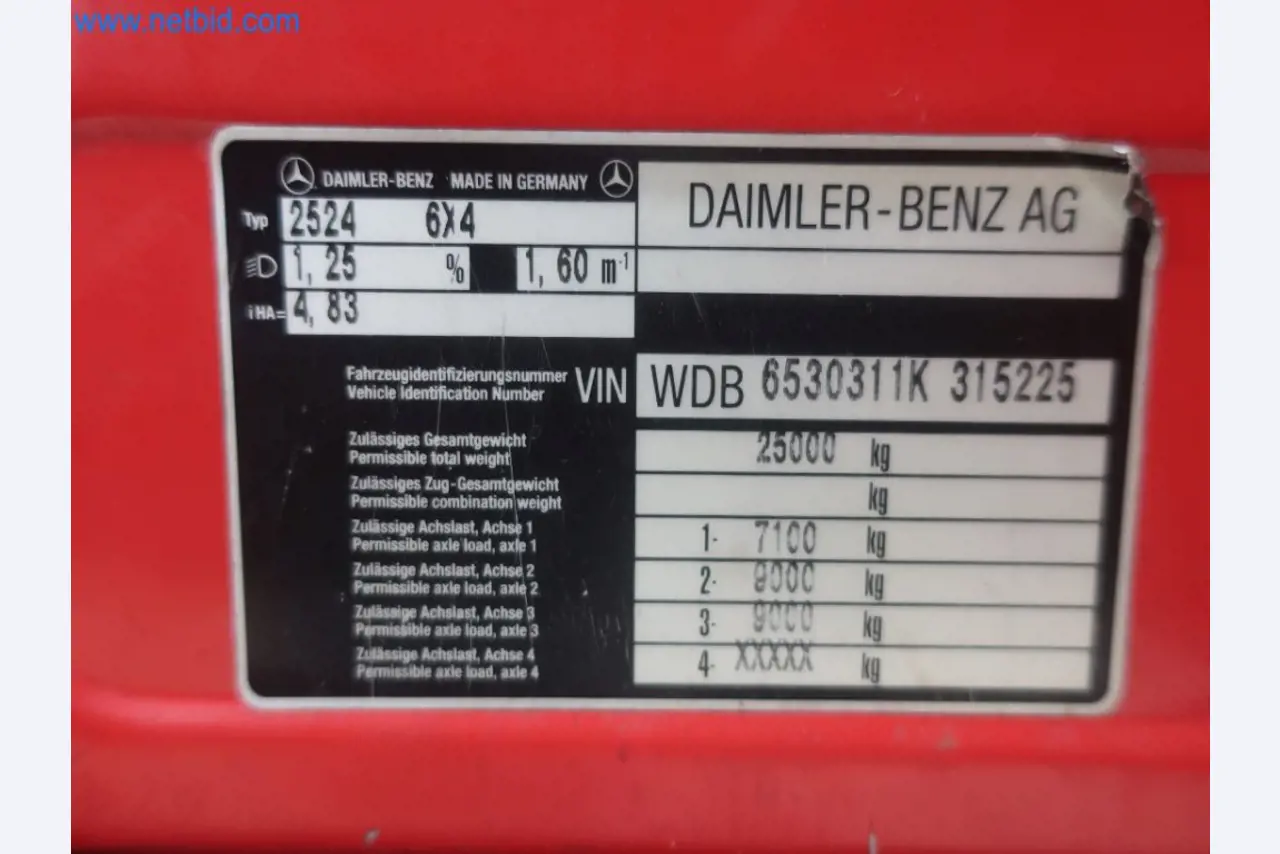 www.netbid.com
DAIMLER-BENZ MADE IN GERMANY
DAIMLER-BENZ AG
Typ 2524 6X4
1, 25 % 1, 60 m-1
iHA= 4, 83
Fahrzeugidentifizierungsnummer
Vehicle Identification Number
VIN WDB 6530311K 315225
Zulässiges Gesamtgewicht
Permissible total weight
25000 kg
Zulässiges Zug-Gesamtgewicht
Permissible combination weight
kg
Zulässige Achslast, Achse 1
Permissible axle load, axle 1
1- 7100 kg
Zulässige Achslast, Achse 2
Permissible axle load, axle 2
2- 9000 kg
Zulässige Achslast, Achse 3
Permissible axle load, axle 3
3- 9000 kg
Zulässige Achslast, Achse 4
Permissible axle load, axle 4
4- XXXXX kg